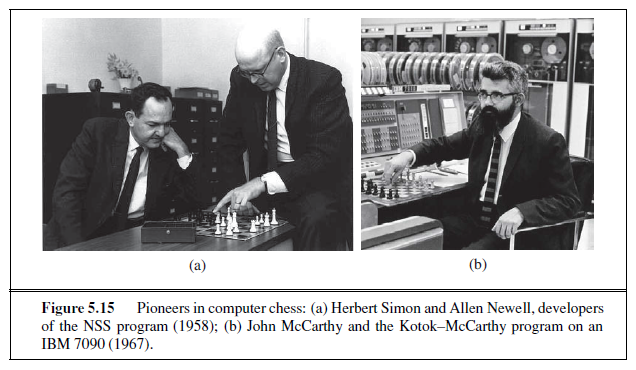 (a)
(b)
Figure 5.15 Pioneers in computer chess: (a) Herbert Simon and Allen Newell, developers
of the NSS program (1958); (b) John McCarthy and the Kotok–McCarthy program on an
IBM 7090 (1967).